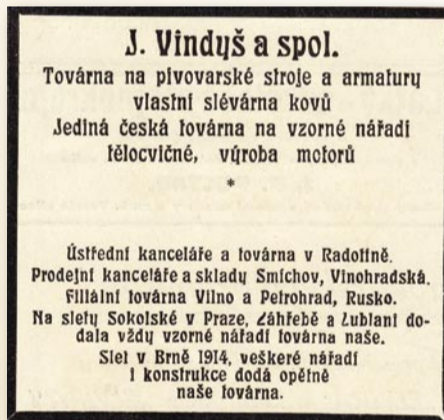 J. Vindyš a spol.
Továrna na pivovarské stroje a armatury
vlastní slévárna kovů
Jediná česká továrna na vzorné nářadí
tělocvičné, výroba motorů
*
Ústřední kanceláře a továrna v Radotíně.
Prodejní kanceláře a sklady Smíchov, Vinohradská.
Filiální továrna Vilno a Petrohrad, Rusko.
Na slety Sokolské v Praze, Záhřebě a Lublani do-
dala vždy vzorné nářadí továrna naše.
Slet v Brně 1914, veškeré nářadí
i konstrukce dodá opětně
naše továrna.